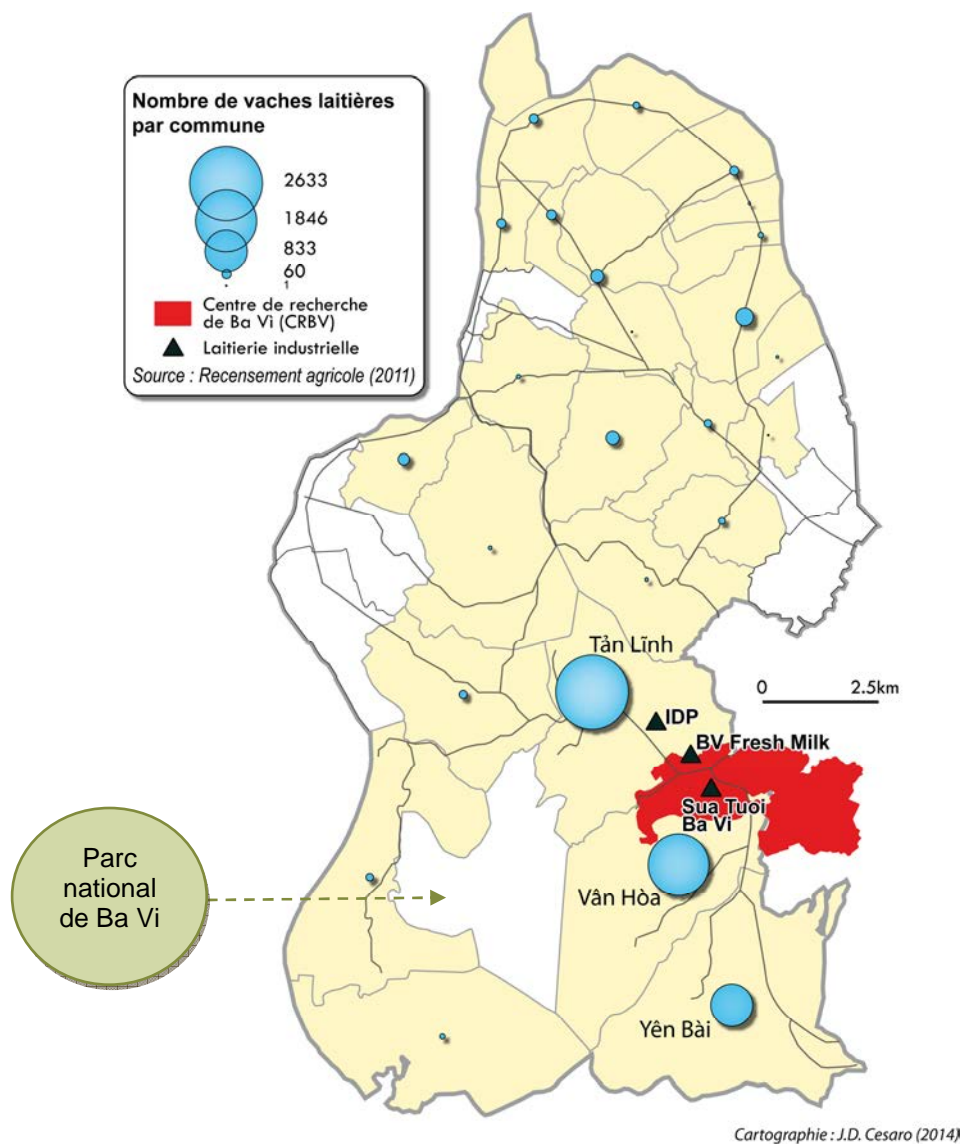 Nombre de vaches laitières
par commune
2633
1846
833
60
1
Centre de recherche
de Ba Vì (CRBV)
Laitierie industrielle
Source : Recensement agricole (2011)
Tản Lĩnh
0 2.5km
IDP
BV Fresh Milk
Sua Tuoi
Ba Vi
Parc
national
de Ba Vi
Vân Hòa
Yên Bài
Cartographie : J.D. Cesaro (2014)